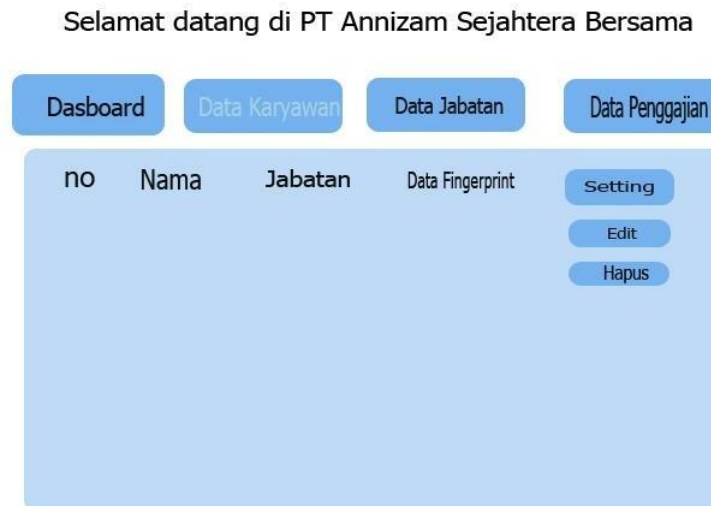 Selamat datang di PT Annizam Sejahtera Bersama
Dasboard Data Karyawan Data Jabatan Data Penggajian
no Nama Jabatan Data Fingerprint Setting
Edit
Hapus